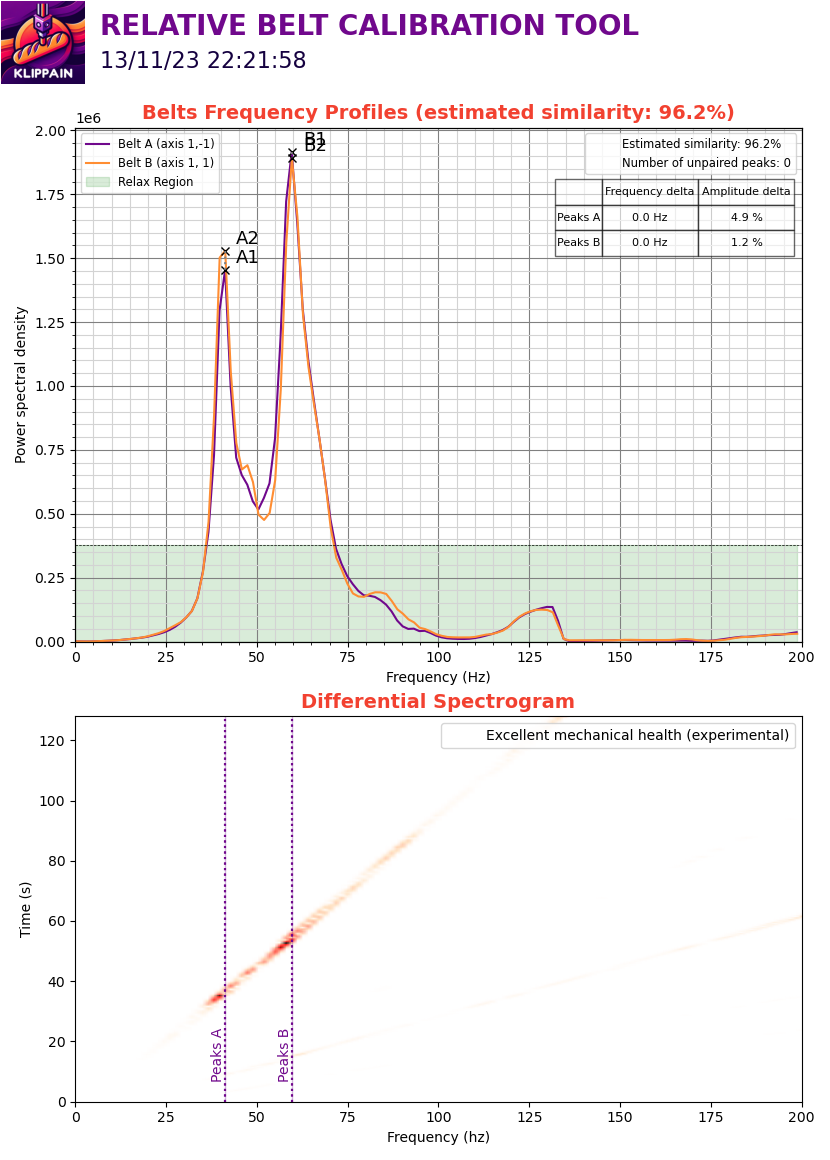 KLIPPAIN
RELATIVE BELT CALIBRATION TOOL
13/11/23 22:21:58
Belts Frequency Profiles (estimated similarity: 96.2%)
1e6
Belt A (axis 1,-1)
Belt B (axis 1, 1)
Relax Region
Estimated similarity: 96.2%
Number of unpaired peaks: 0
Frequency delta Amplitude delta
Peaks A 0.0 Hz 4.9 %
Peaks B 0.0 Hz 1.2 %
B1
B2
A2
A1
Power spectral density
2.00
1.75
1.50
1.25
1.00
0.75
0.50
0.25
0.00
0 25 50 75 100 125 150 175 200
Frequency (Hz)
Differential Spectrogram
Excellent mechanical health (experimental)
Time (s)
120
100
80
60
40
20
0
Peaks A
Peaks B
0 25 50 75 100 125 150 175 200
Frequency (hz)